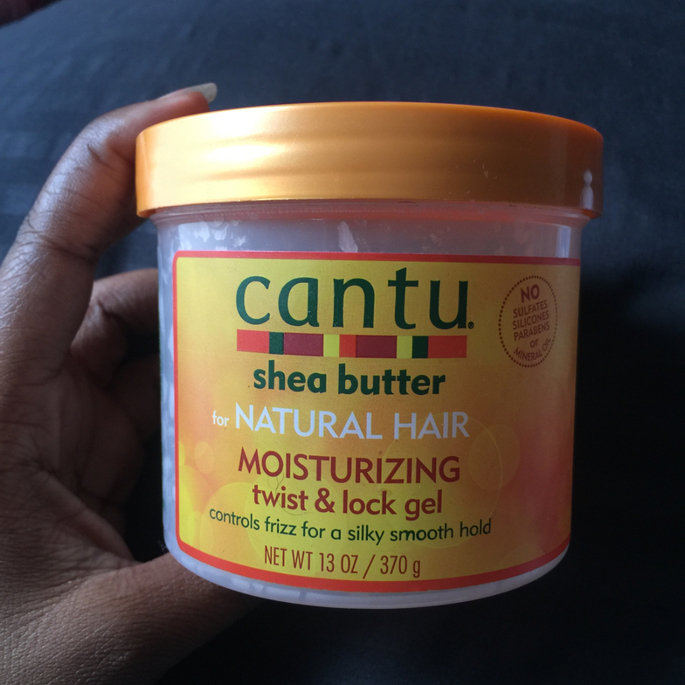 cantu®
shea butter
for NATURAL HAIR
MOISTURIZING
twist & lock gel
controls frizz for a silky smooth hold
NET WT 13 OZ / 370 g
NO
SULFATES
SILICONES
PARABENS
or
MINERAL OIL